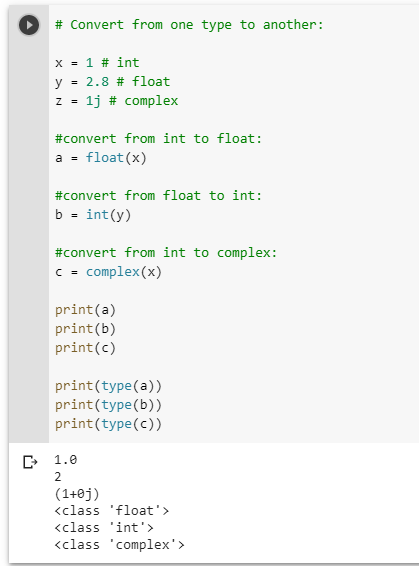 # Convert from one type to another:
x = 1 # int
y = 2.8 # float
z = 1j # complex
#convert from int to float:
a = float(x)
#convert from float to int:
b = int(y)
#convert from int to complex:
c = complex(x)
print(a)
print(b)
print(c)
print(type(a))
print(type(b))
print(type(c))
1.0
2
(1+0j)
<class 'float'>
<class 'int'>
<class 'complex'>